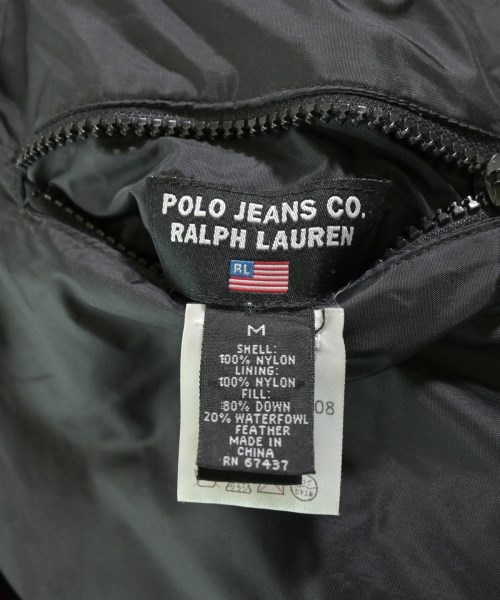 POLO JEANS CO.
RALPH LAUREN
RL
M
SHELL:
100% NYLON
LINING:
100% NYLON
FILL:
80% DOWN
20% WATERFOWL
FEATHER
MADE IN
CHINA
RN 67437
08